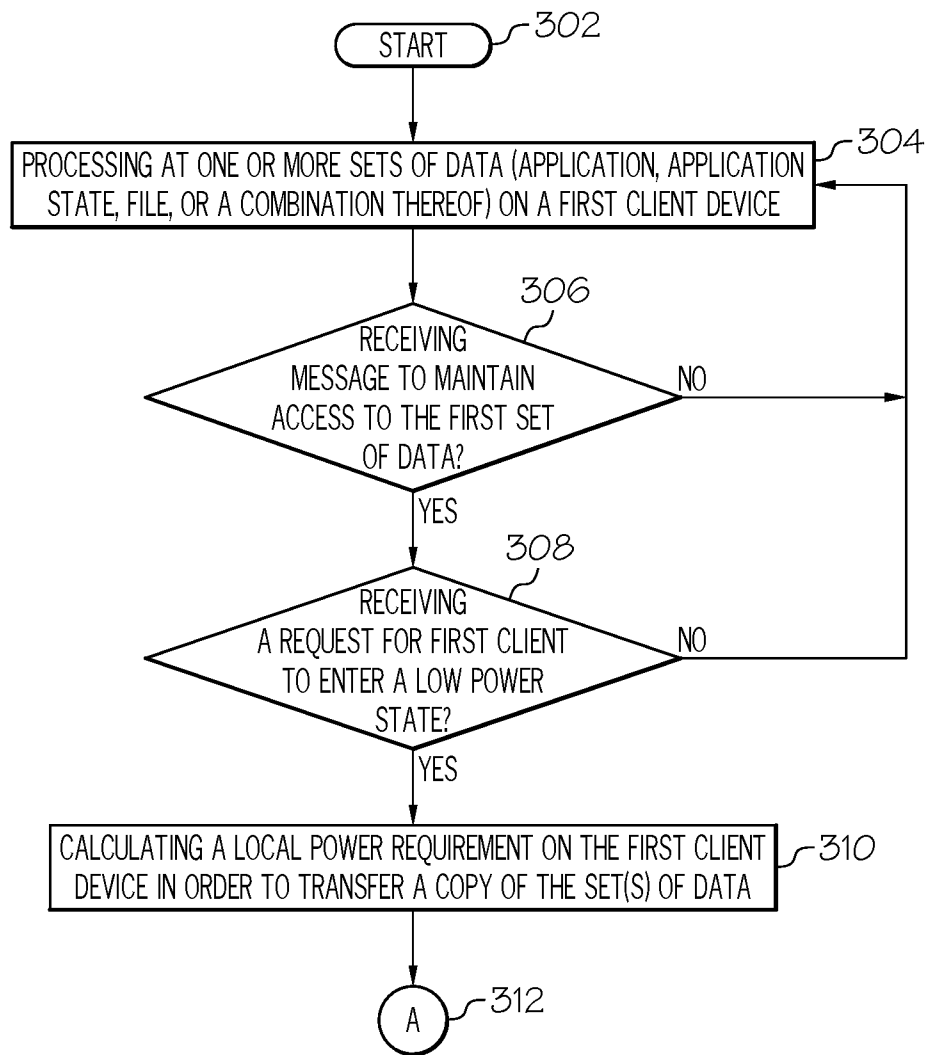 START
302
PROCESSING AT ONE OR MORE SETS OF DATA (APPLICATION, APPLICATION
STATE, FILE, OR A COMBINATION THEREOF) ON A FIRST CLIENT DEVICE
304
306
RECEIVING
MESSAGE TO MAINTAIN
ACCESS TO THE FIRST SET
OF DATA?
NO
YES
308
RECEIVING
A REQUEST FOR FIRST CLIENT
TO ENTER A LOW POWER
STATE?
NO
YES
CALCULATING A LOCAL POWER REQUIREMENT ON THE FIRST CLIENT
DEVICE IN ORDER TO TRANSFER A COPY OF THE SET(S) OF DATA
310
A
312